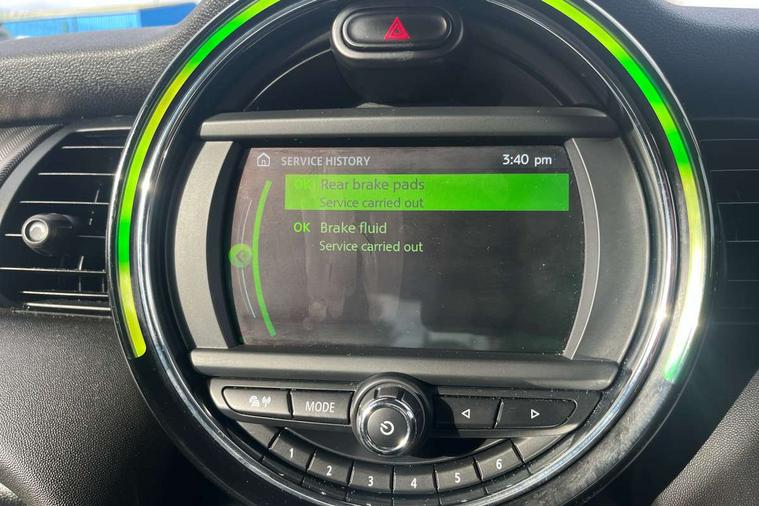 SERVICE HISTORY 3:40 pm
OK Rear brake pads
Service carried out
OK Brake fluid
Service carried out
MODE
1 2 3 4 5 6